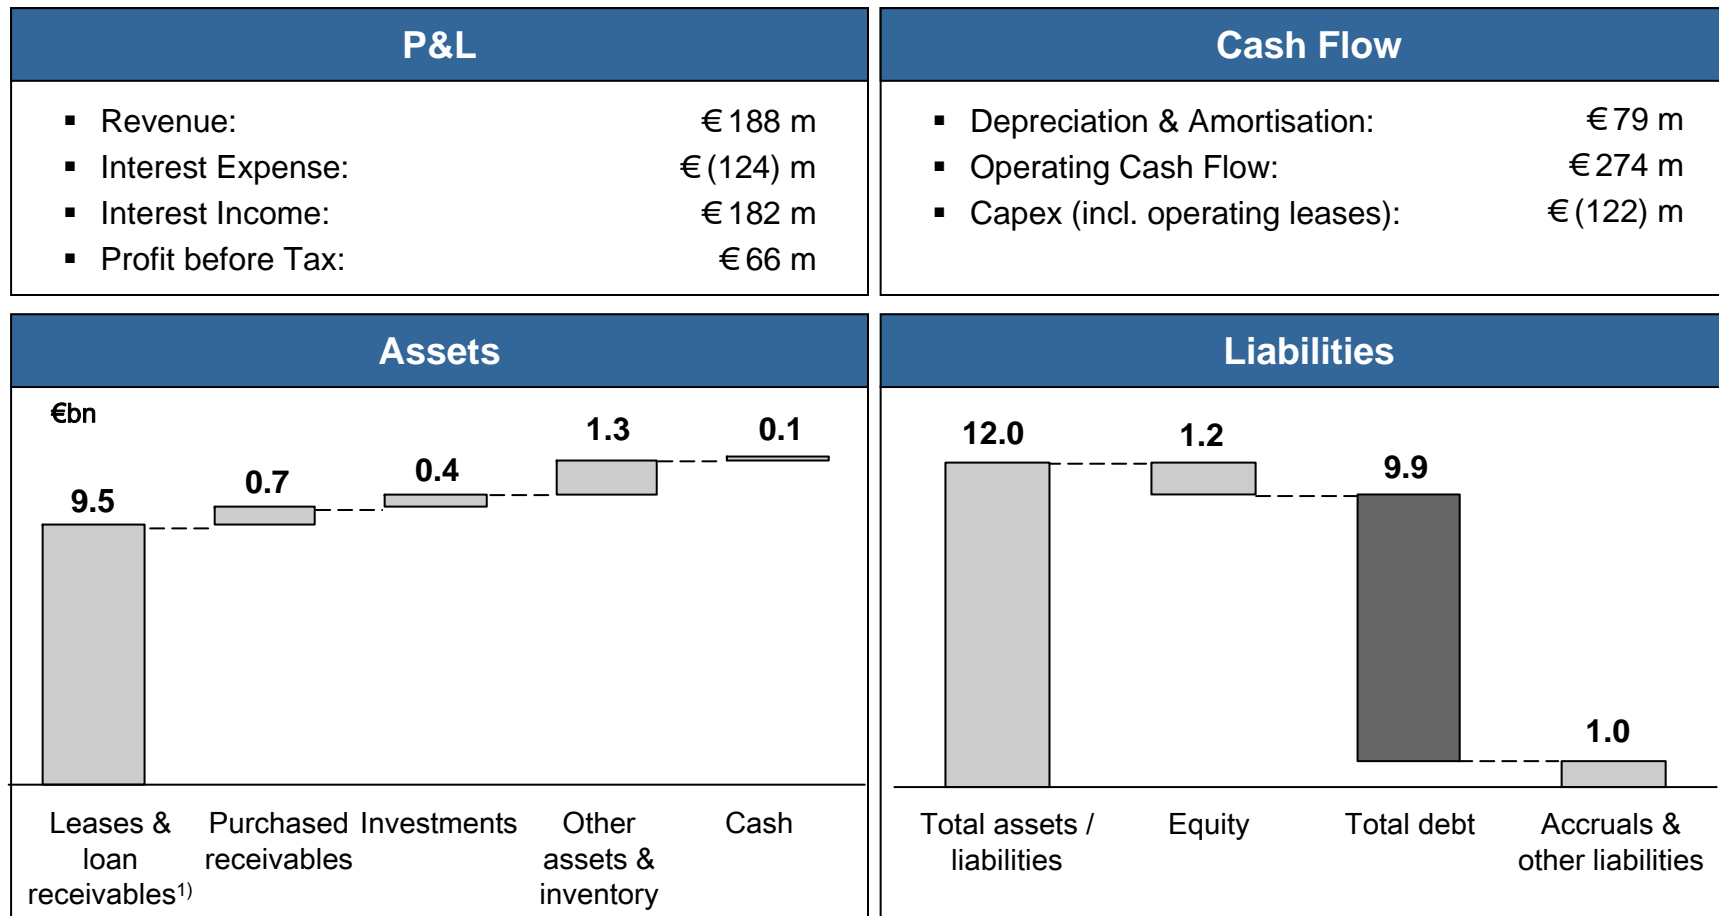 P&L
▪ Revenue: € 188 m
▪ Interest Expense: € (124) m
▪ Interest Income: € 182 m
▪ Profit before Tax: € 66 m
Cash Flow
▪ Depreciation & Amortisation: € 79 m
▪ Operating Cash Flow: € 274 m
▪ Capex (incl. operating leases): € (122) m
Assets
€bn
9.5
0.7
0.4
1.3
0.1
Leases &
loan
receivables1)
Purchased
receivables
Investments
Other
assets &
inventory
Cash
Liabilities
12.0
1.2
9.9
1.0
Total assets /
liabilities
Equity
Total debt
Accruals &
other liabilities